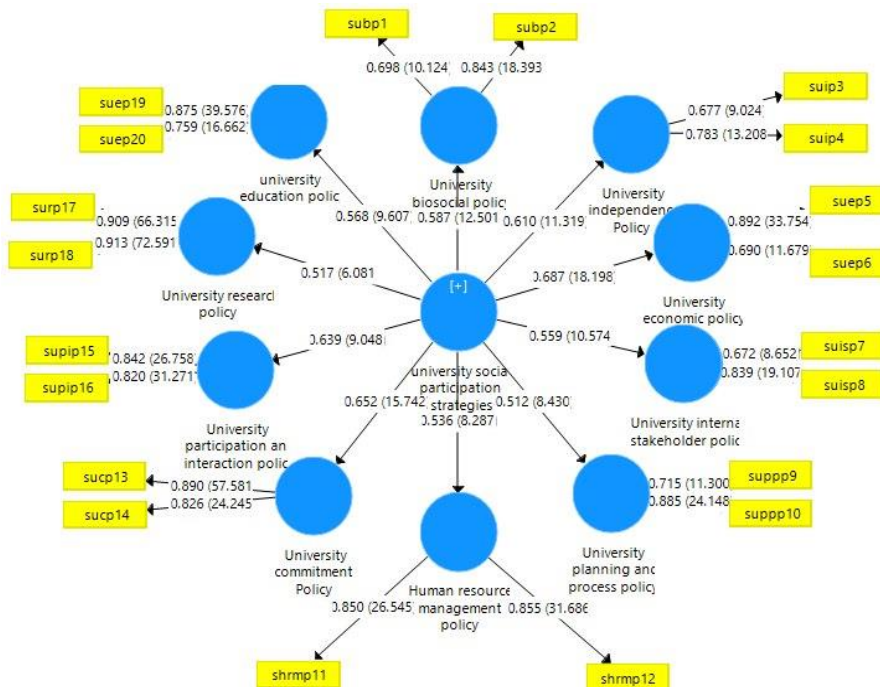 subp1
subp2
0.698 (10.124)
0.843 (18.393
suep19
suep20
0.875 (39.576)
0.759 (16.662)
university
education polic
University
biosocial policy
suip3
suip4
0.677 (9.024)
0.783 (13.208
University
independenc
Policy
0.568 (9.607)
0.587 (12.501
0.610 (11.319)
surp17
surp18
0.909 (66.315
0.913 (72.591
University researc
policy
0.517 (6.081
suep5
suep6
0.892 (33.754)
0.690 (11.679)
University
economic policy
0.687 (18.198)
[+]
university socia
participation
strategies
supip15
supip16
0.842 (26.758)
0.820 (31.271)
University
participation an
interaction polic
0.639 (9.048)
0.559 (10.574
suisp7
suisp8
0.672 (8.652)
0.839 (19.107
University interna
stakeholder polic
0.652 (15.742)
0.536 (8.287)
0.512 (8.430)
sucp13
sucp14
0.890 (57.581
0.826 (24.245
University
commitment
Policy
suppp9
suppp10
0.715 (11.300
0.885 (24.148
University
planning and
process policy
Human resource
management
policy
0.850 (26.545)
0.855 (31.686
shrmp11
shrmp12